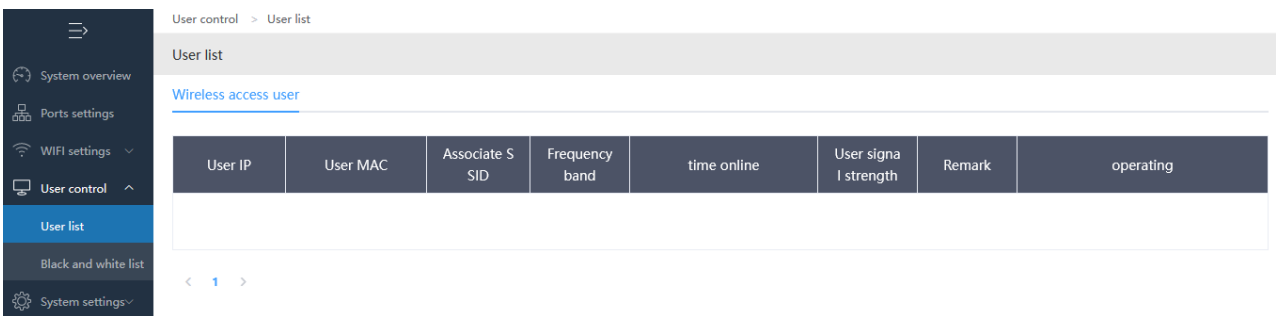 User control > User list
User list
System overview
Wireless access user
Ports settings
WIFI settings
User IP
User MAC
Associate S
SID
Frequency
band
time online
User signa
l strength
Remark
operating
User control
User list
Black and white list
< 1 >
System settings